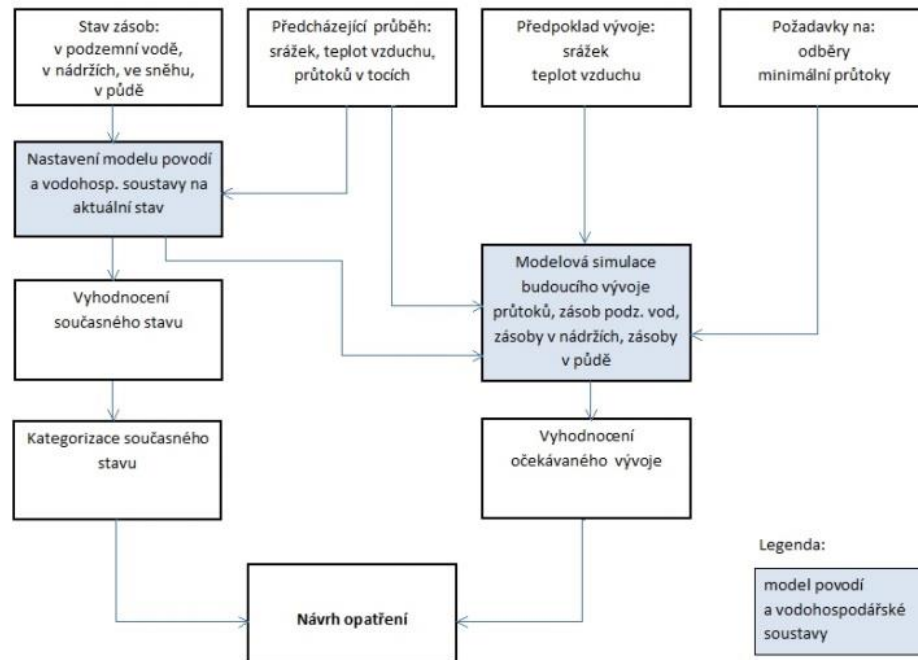 Stav zásob:
v podzemní vodě,
v nádržích, ve sněhu,
v půdě
Předcházející průběh:
srážek, teplot vzduchu,
průtoků v tocích
Předpoklad vývoje:
srážek
teplot vzduchu
Požadavky na:
odběry
minimální průtoky
Nastavení modelu povodí
a vodohosp. soustavy na
aktuální stav
Modelová simulace
budoucího vývoje
průtoků, zásob podz. vod,
zásoby v nádržích, zásoby
v půdě
Vyhodnocení
současného stavu
Kategorizace současného
stavu
Vyhodnocení
očekávaného vývoje
Návrh opatření
Legenda:
model povodí
a vodohospodářské
soustavy